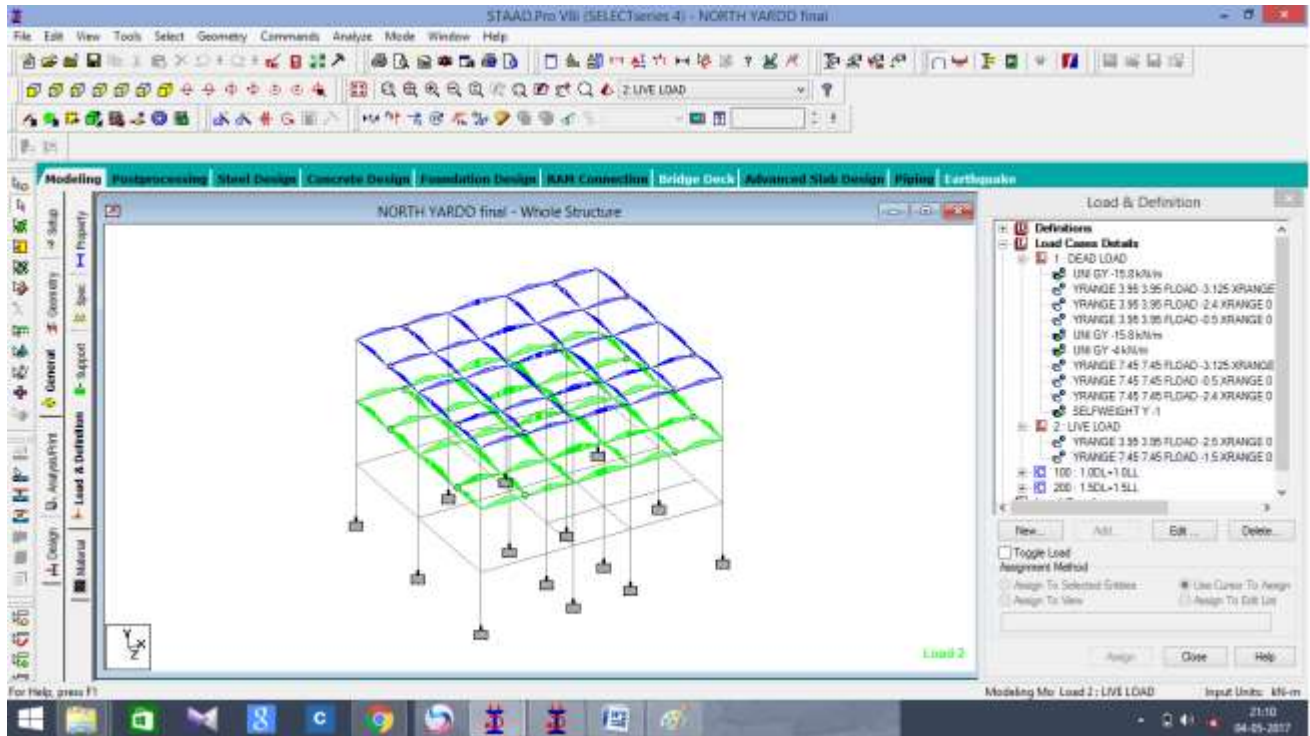 STAAD.Pro V8i (SELECTseries 4) - NORTH YARDD final
File Edit View Tools Select Geometry Commands Analyze Mode Window Help
2: LIVE LOAD
Modeling Postprocessing Steel Design Concrete Design Foundation Design RAM Connection Bridge Deck Advanced Slab Design Piping Earthquake
NORTH YARDD final - Whole Structure
Setup
Geometry
General
Analysis/Print
Design
Property
Spec
Support
Load & Definition
Material
Y
X
Z
Load 2
Load & Definition
Definitions
Load Cases Details
1 : DEAD LOAD
UNI GY -15.8 kN/m
YRANGE 3.95 3.95 FLOAD -3.125 XRANGE
YRANGE 3.95 3.95 FLOAD -2.4 XRANGE 0
YRANGE 3.95 3.95 FLOAD -0.5 XRANGE 0
UNI GY -15.8 kN/m
UNI GY -4 kN/m
YRANGE 7.45 7.45 FLOAD -3.125 XRANGE
YRANGE 7.45 7.45 FLOAD -0.5 XRANGE 0
YRANGE 7.45 7.45 FLOAD -2.4 XRANGE 0
SELFWEIGHT Y -1
2 : LIVE LOAD
YRANGE 3.95 3.95 FLOAD -2.5 XRANGE 0
YRANGE 7.45 7.45 FLOAD -1.5 XRANGE 0
100 : 1.0DL+1.0LL
200 : 1.5DL+1.5LL
New... Add... Edit ... Delete...
Toggle Load
Assignment Method
Assign To Selected Entities Use Cursor To Assign
Assign To View Assign To Edit List
Assign Close Help
For Help, press F1
Modeling Mo Load 2 : LIVE LOAD Input Units: kN-m
21:10
04-05-2017